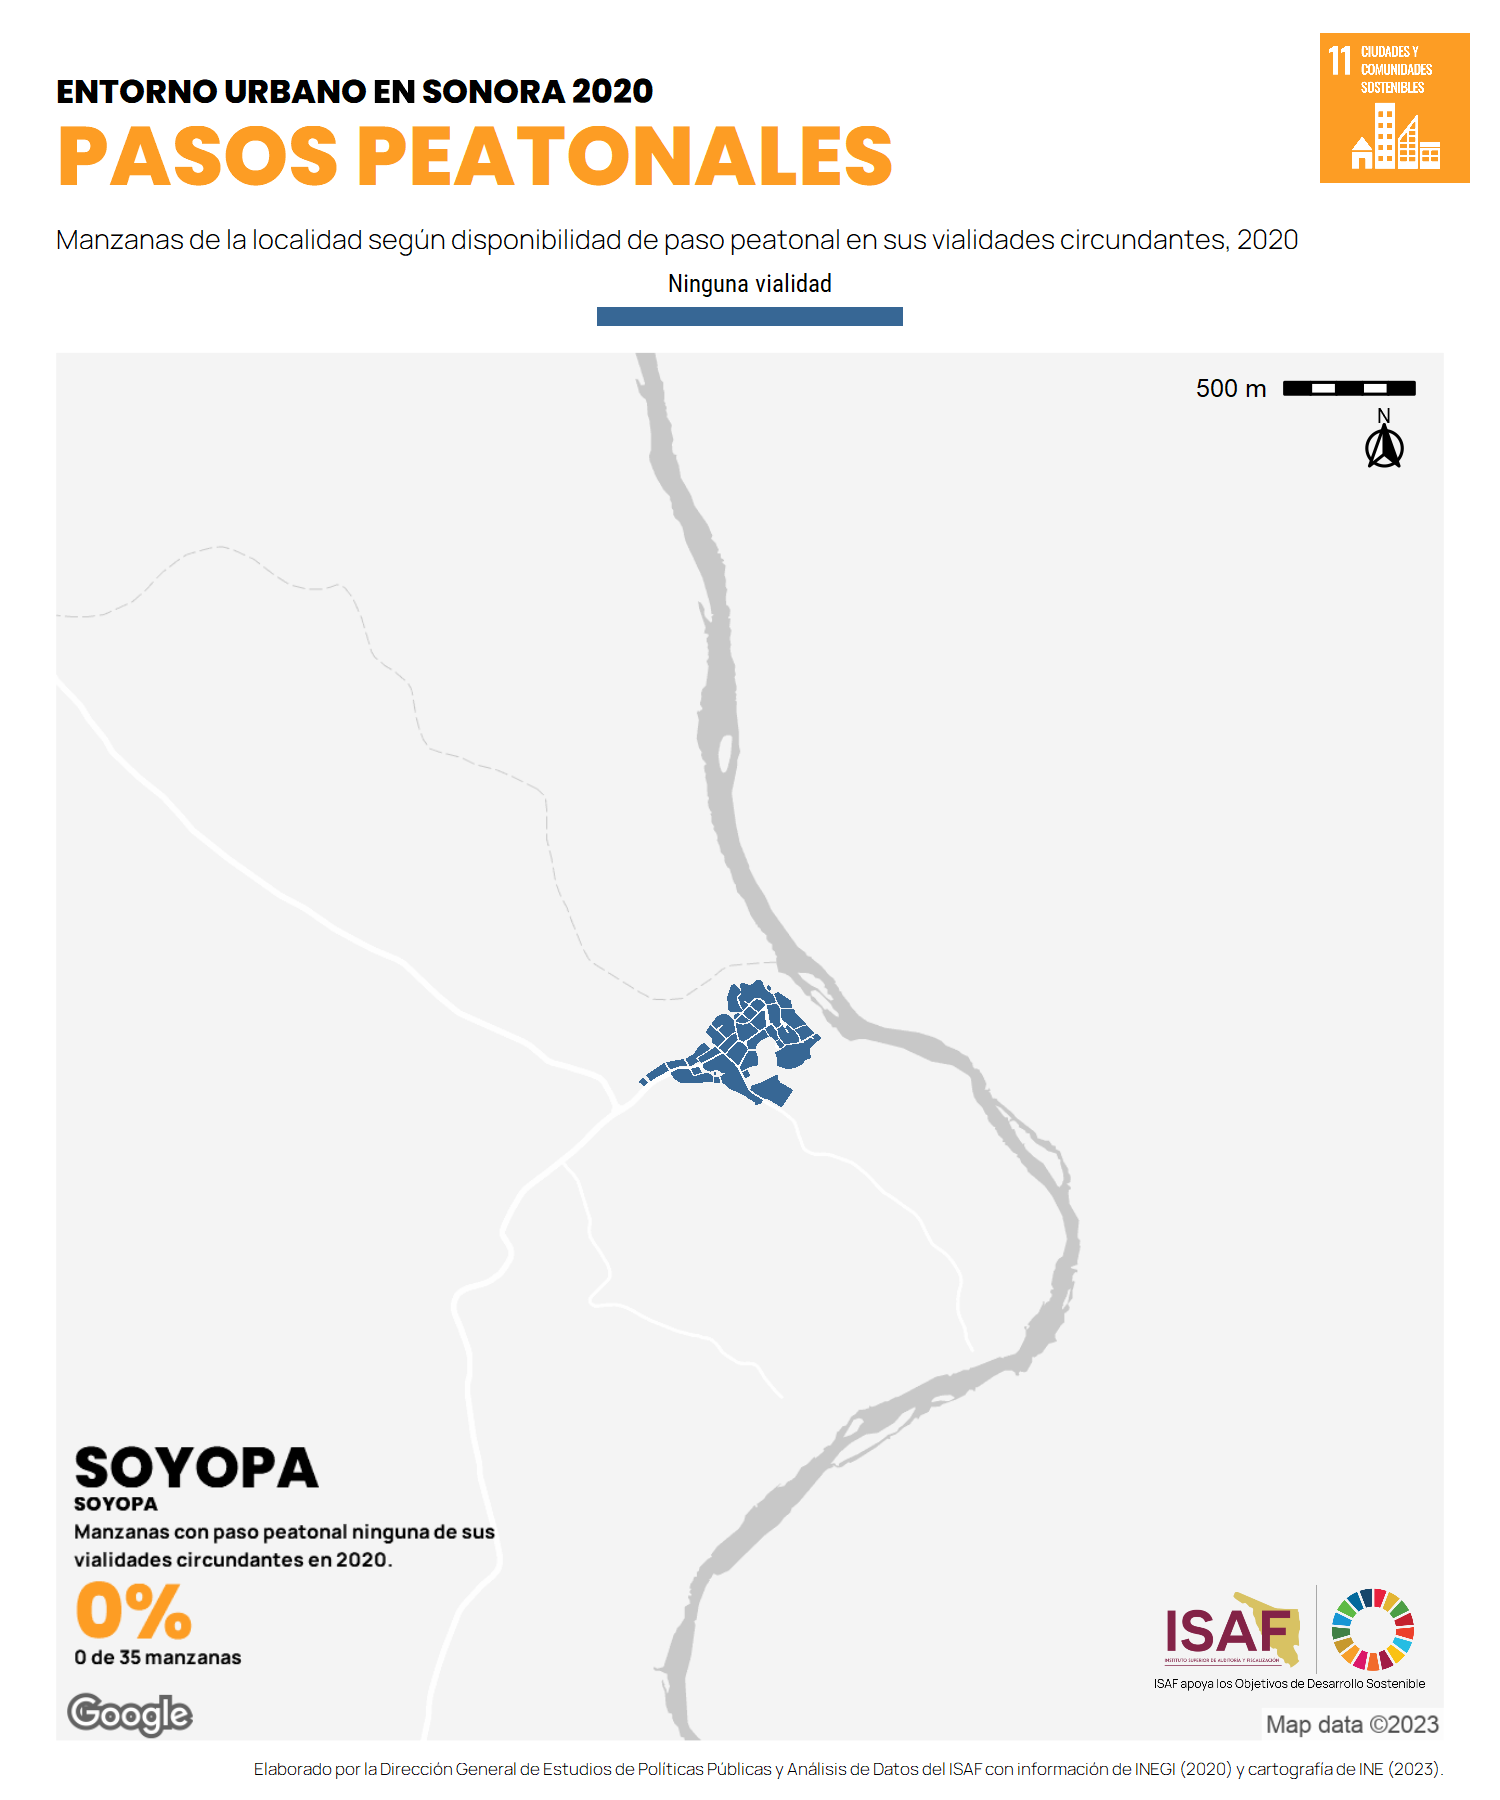 ENTORNO URBANO EN SONORA 2020
PASOS PEATONALES
11 CIUDADES Y
COMUNIDADES
SOSTENIBLES
Manzanas de la localidad según disponibilidad de paso peatonal en sus vialidades circundantes, 2020
Ninguna vialidad
500 m
N
SOYOPA
SOYOPA
Manzanas con paso peatonal ninguna de sus
vialidades circundantes en 2020.
0%
0 de 35 manzanas
Google
ISAF
INSTITUTO SUPERIOR DE AUDITORÍA Y FISCALIZACIÓN
ISAF apoya los Objetivos de Desarrollo Sostenible
Map data ©2023
Elaborado por la Dirección General de Estudios de Políticas Públicas y Análisis de Datos del ISAF con información de INEGI (2020) y cartografía de INE (2023).